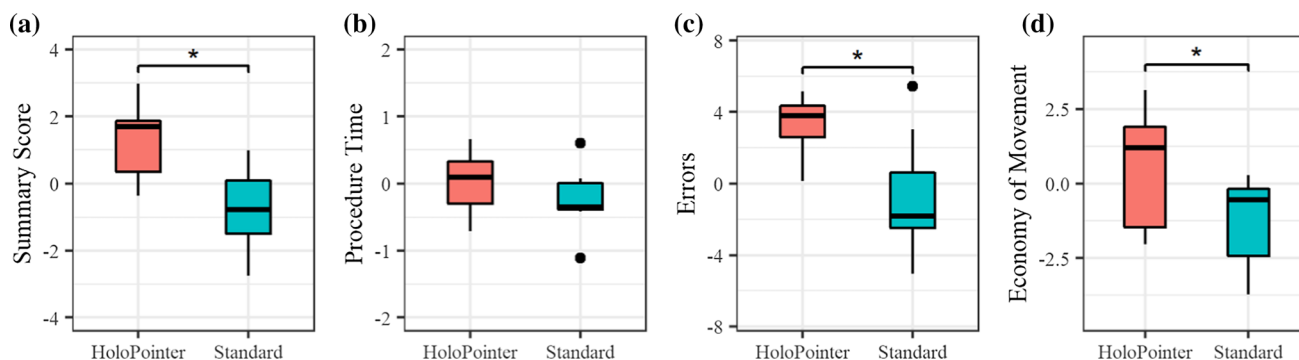 (a)
Summary Score
4
2
0
-2
-4
*
HoloPointer Standard
(b)
Procedure Time
2
1
0
-1
-2
HoloPointer Standard
(c)
Errors
8
4
0
-4
-8
*
HoloPointer Standard
(d)
Economy of Movement
2.5
0.0
-2.5
*
HoloPointer Standard